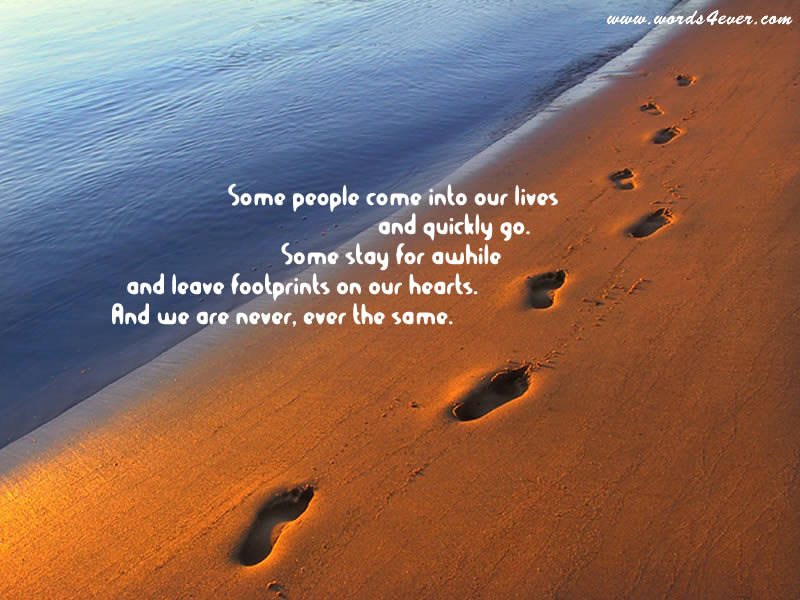 www.words4ever.com
Some people come into our lives
and quickly go.
Some stay for awhile
and leave footprints on our hearts.
And we are never, ever the same.